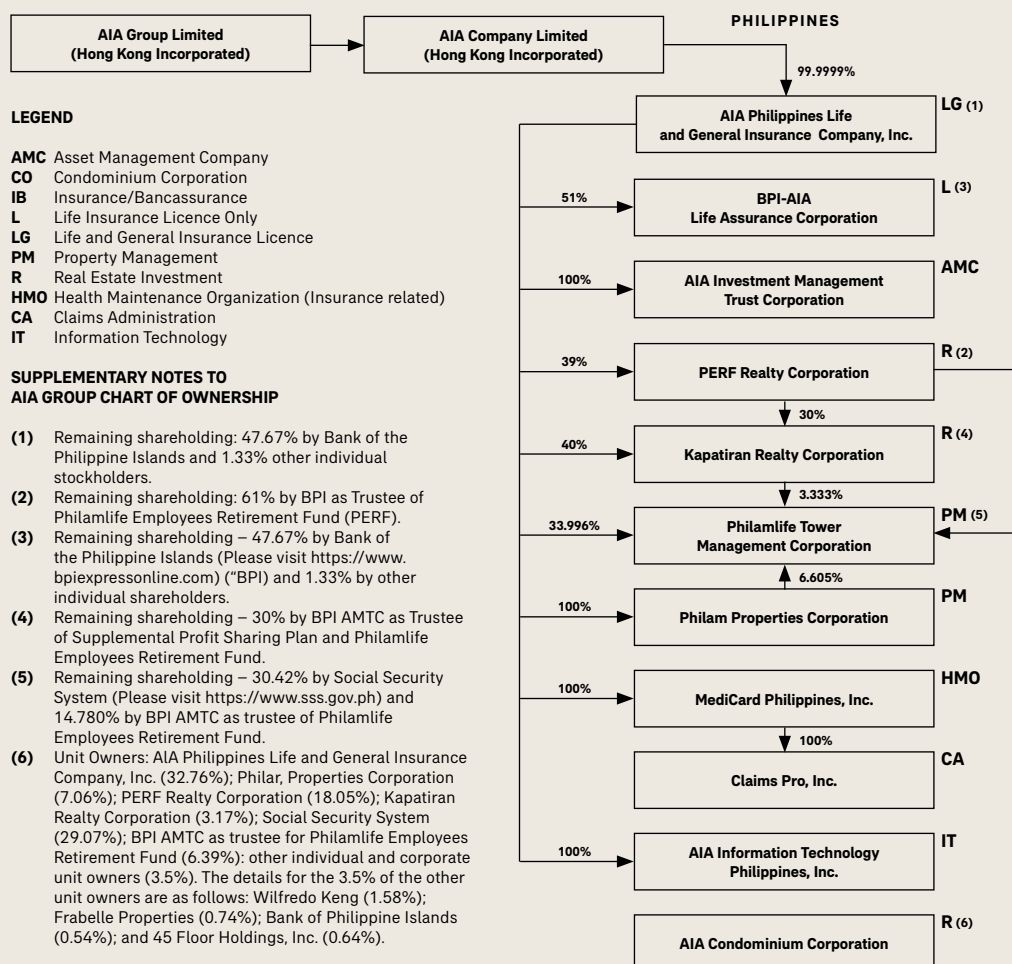 PHILIPPINES
AIA Group Limited
(Hong Kong Incorporated)
AIA Company Limited
(Hong Kong Incorporated)
99.9999%
LEGEND
AMC Asset Management Company
CO Condominium Corporation
IB Insurance/Bancassurance
L Life Insurance Licence Only
LG Life and General Insurance Licence
PM Property Management
R Real Estate Investment
HMO Health Maintenance Organization (Insurance related)
CA Claims Administration
IT Information Technology
SUPPLEMENTARY NOTES TO
AIA GROUP CHART OF OWNERSHIP
(1) Remaining shareholding: 47.67% by Bank of the
Philippine Islands and 1.33% other individual
stockholders.
(2) Remaining shareholding: 61% by BPI as Trustee of
Philamlife Employees Retirement Fund (PERF).
(3) Remaining shareholding – 47.67% by Bank of
the Philippine Islands (Please visit https://www.
bpiexpressonline.com) (“BPI) and 1.33% by other
individual shareholders.
(4) Remaining shareholding – 30% by BPI AMTC as Trustee
of Supplemental Profit Sharing Plan and Philamlife
Employees Retirement Fund.
(5) Remaining shareholding – 30.42% by Social Security
System (Please visit https://www.sss.gov.ph) and
14.780% by BPI AMTC as trustee of Philamlife
Employees Retirement Fund.
(6) Unit Owners: AIA Philippines Life and General Insurance
Company, Inc. (32.76%); Philar, Properties Corporation
(7.06%); PERF Realty Corporation (18.05%); Kapatiran
Realty Corporation (3.17%); Social Security System
(29.07%); BPI AMTC as trustee for Philamlife Employees
Retirement Fund (6.39%): other individual and corporate
unit owners (3.5%). The details for the 3.5% of the other
unit owners are as follows: Wilfredo Keng (1.58%);
Frabelle Properties (0.74%); Bank of Philippine Islands
(0.54%); and 45 Floor Holdings, Inc. (0.64%).
AIA Philippines Life
and General Insurance Company, Inc.
LG (1)
51%
BPI-AIA
Life Assurance Corporation
L (3)
100%
AIA Investment Management
Trust Corporation
AMC
39%
PERF Realty Corporation
R (2)
30%
40%
Kapatiran Realty Corporation
R (4)
3.333%
33.996%
Philamlife Tower
Management Corporation
PM (5)
6.605%
100%
Philam Properties Corporation
PM
100%
MediCard Philippines, Inc.
HMO
100%
Claims Pro, Inc.
CA
100%
AIA Information Technology
Philippines, Inc.
IT
AIA Condominium Corporation
R (6)